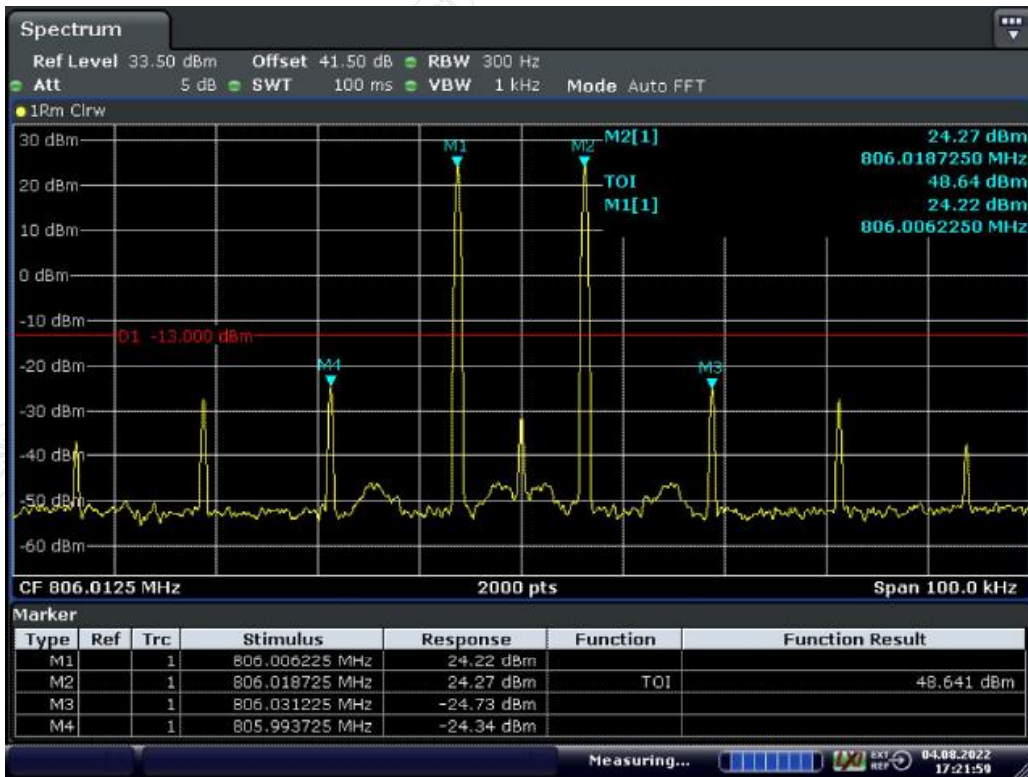 Spectrum
Ref Level 33.50 dBm Offset 41.50 dB RBW 300 Hz
Att 5 dB SWT 100 ms VBW 1 kHz Mode Auto FFT
1Rm Clrw
30 dBm
M1
M2
M2[1] 24.27 dBm
806.0187250 MHz
20 dBm
TOI 48.64 dBm
M1[1] 24.22 dBm
10 dBm
806.0062250 MHz
0 dBm
-10 dBm
D1 -13.000 dBm
-20 dBm
M4
M3
-30 dBm
-40 dBm
-50 dBm
-60 dBm
CF 806.0125 MHz 2000 pts Span 100.0 kHz
Marker
Type Ref Trc Stimulus Response Function Function Result
M1 1 806.006225 MHz 24.22 dBm
M2 1 806.018725 MHz 24.27 dBm TOI 48.641 dBm
M3 1 806.031225 MHz -24.73 dBm
M4 1 805.993725 MHz -24.34 dBm
Measuring... LXI EXT REF 04.08.2022
17:21:59